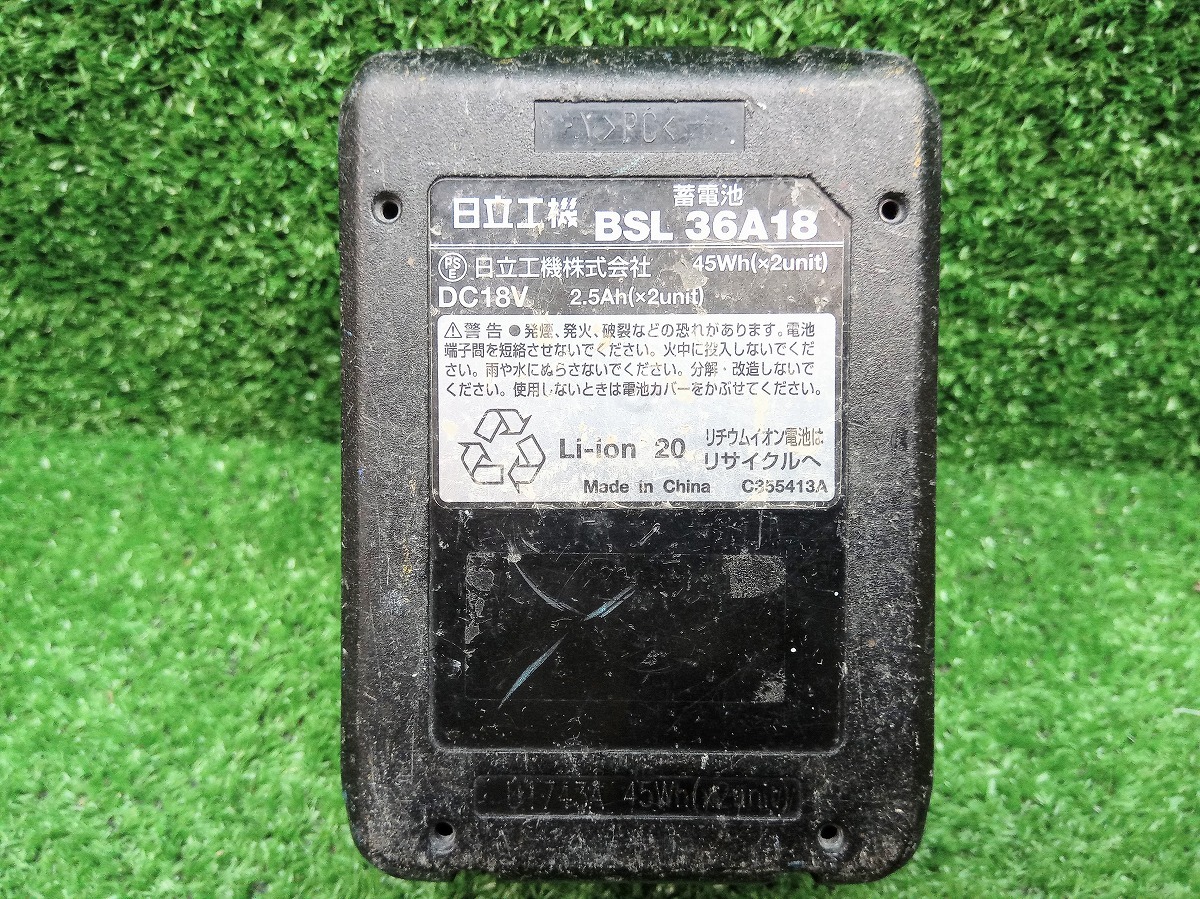 >PC<
日立工機 蓄電池 BSL 36A18
PSE 日立工機株式会社 45Wh(×2unit)
DC18V 2.5Ah(×2unit)
⚠警告 ●発煙、発火、破裂などの恐れがあります。電池
端子間を短絡させないでください。火中に投入しないでくだ
さい。雨や水にぬらさないでください。分解・改造しないで
ください。使用しないときは電池カバーをかぶせてください。
Li-ion 20 リチウムイオン電池は
リサイクルへ
Made in China C355413A
45Wh(×2unit)